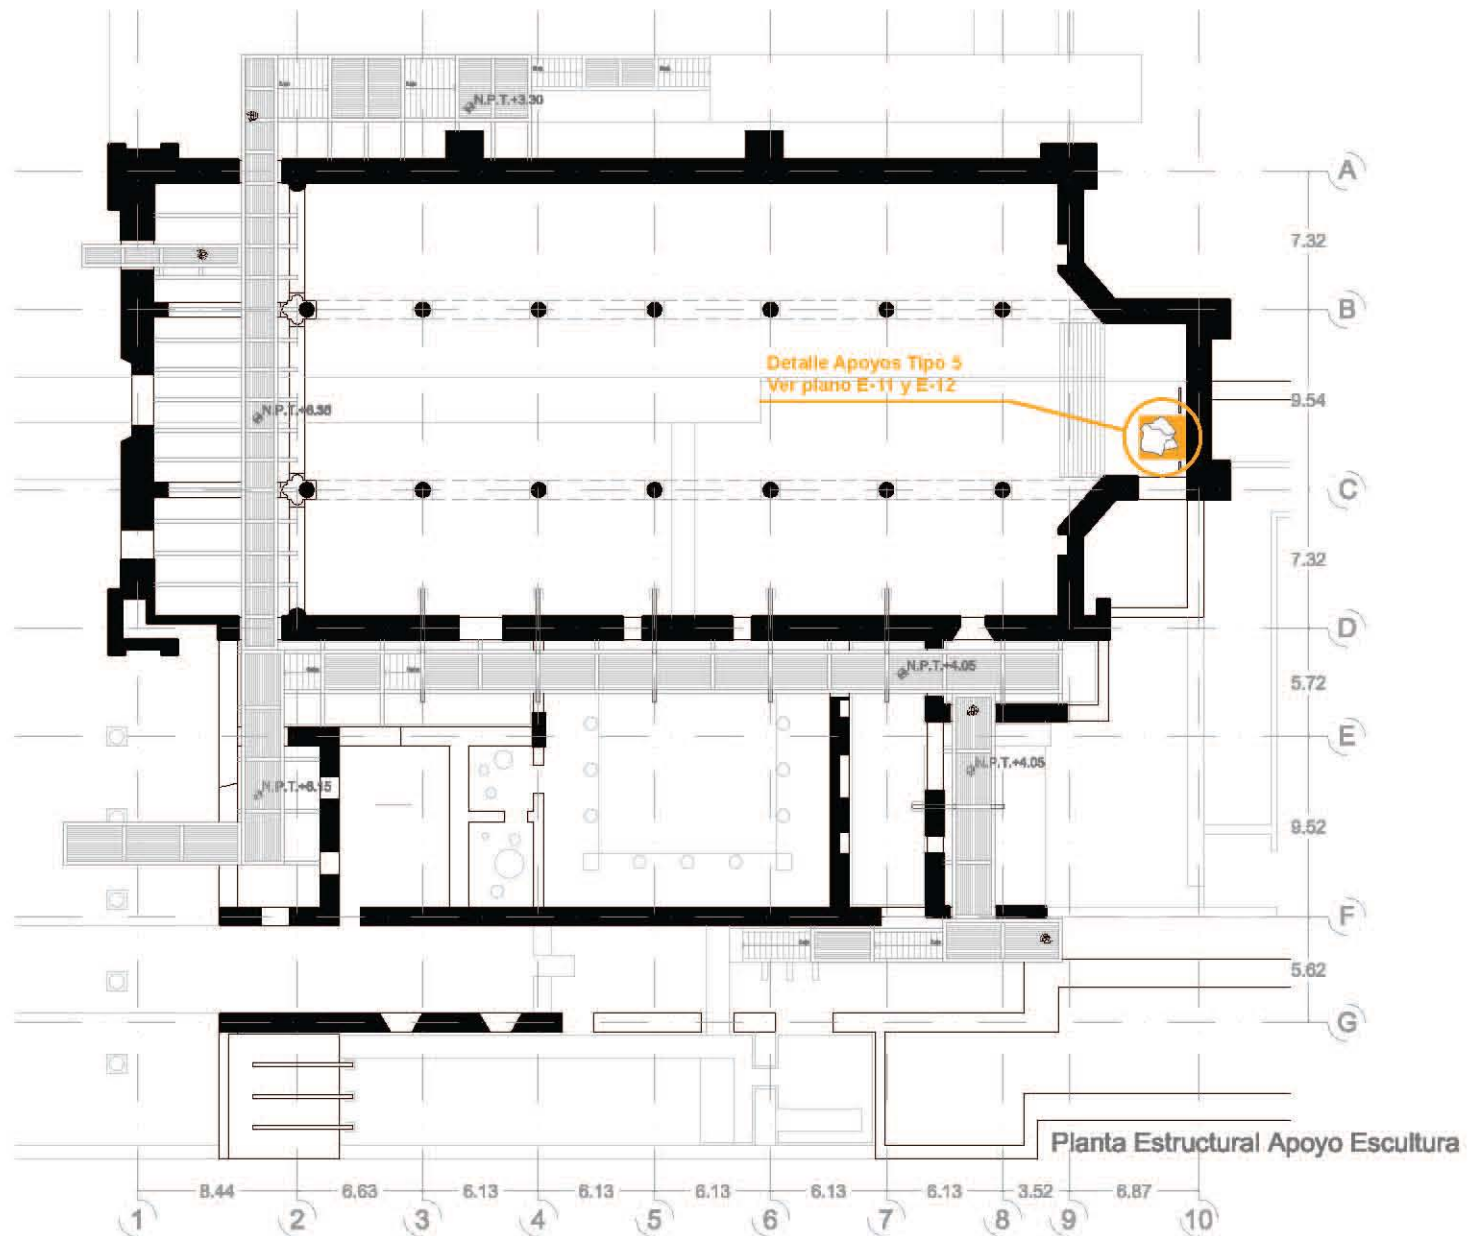 N.P.T.+3.30
A
7.32
B
Detalle Apoyos Tipo 5
Ver plano E-11 y E-12
9.54
N.P.T.+6.38
C
7.32
D
N.P.T.+4.05
5.72
E
N.P.T.+4.05
N.P.T.+6.15
9.52
F
5.62
G
Planta Estructural Apoyo Escultura
8.44 6.63 6.13 6.13 6.13 6.13 6.13 3.52 6.87
1 2 3 4 5 6 7 8 9 10